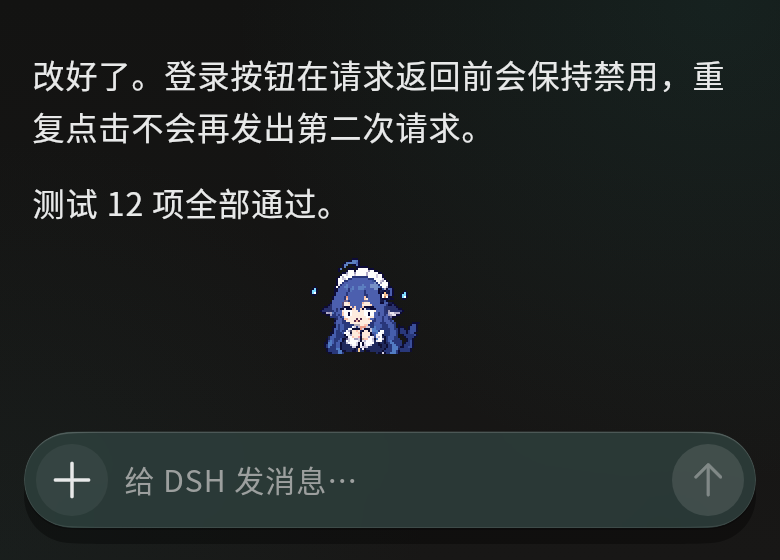 改好了。登录按钮在请求返回前会保持禁用，重
复点击不会再发出第二次请求。
测试 12 项全部通过。
给 DSH 发消息…